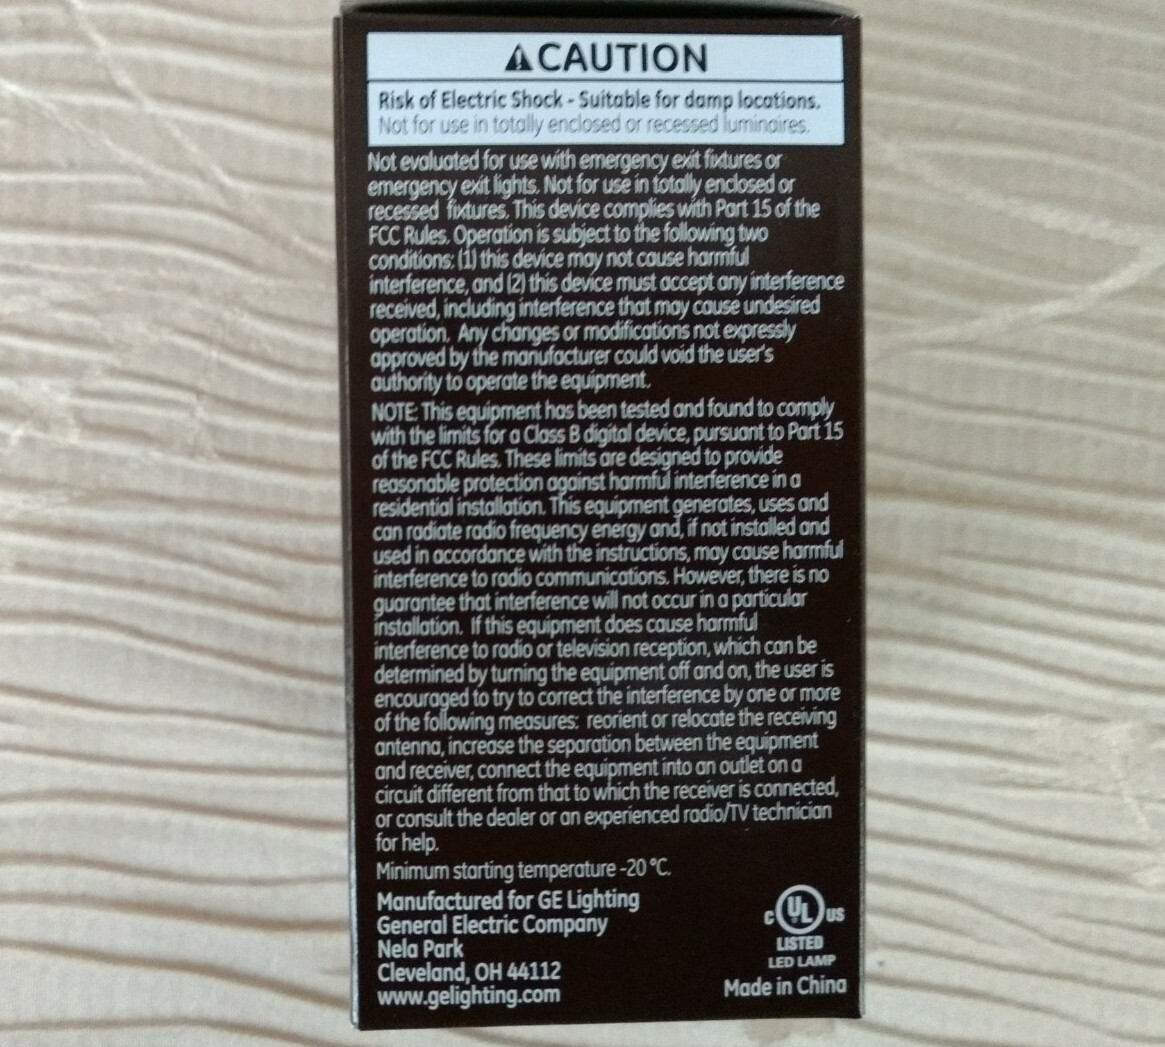 ⚠CAUTION
Risk of Electric Shock - Suitable for damp locations.
Not for use in totally enclosed or recessed luminaires.
Not evaluated for use with emergency exit fixtures or
emergency exit lights. Not for use in totally enclosed or
recessed fixtures. This device complies with Part 15 of the
FCC Rules. Operation is subject to the following two
conditions: (1) this device may not cause harmful
interference, and (2) this device must accept any interference
received, including interference that may cause undesired
operation. Any changes or modifications not expressly
approved by the manufacturer could void the user's
authority to operate the equipment.
NOTE: This equipment has been tested and found to comply
with the limits for a Class B digital device, pursuant to Part 15
of the FCC Rules. These limits are designed to provide
reasonable protection against harmful interference in a
residential installation. This equipment generates, uses and
can radiate radio frequency energy and, if not installed and
used in accordance with the instructions, may cause harmful
interference to radio communications. However, there is no
guarantee that interference will not occur in a particular
installation. If this equipment does cause harmful
interference to radio or television reception, which can be
determined by turning the equipment off and on, the user is
encouraged to try to correct the interference by one or more
of the following measures: reorient or relocate the receiving
antenna, increase the separation between the equipment
and receiver, connect the equipment into an outlet on a
circuit different from that to which the receiver is connected,
or consult the dealer or an experienced radio/TV technician
for help.
Minimum starting temperature -20 °C.
Manufactured for GE Lighting
General Electric Company
Nela Park
Cleveland, OH 44112
www.gelighting.com
c UL us
LISTED
LED LAMP
Made in China